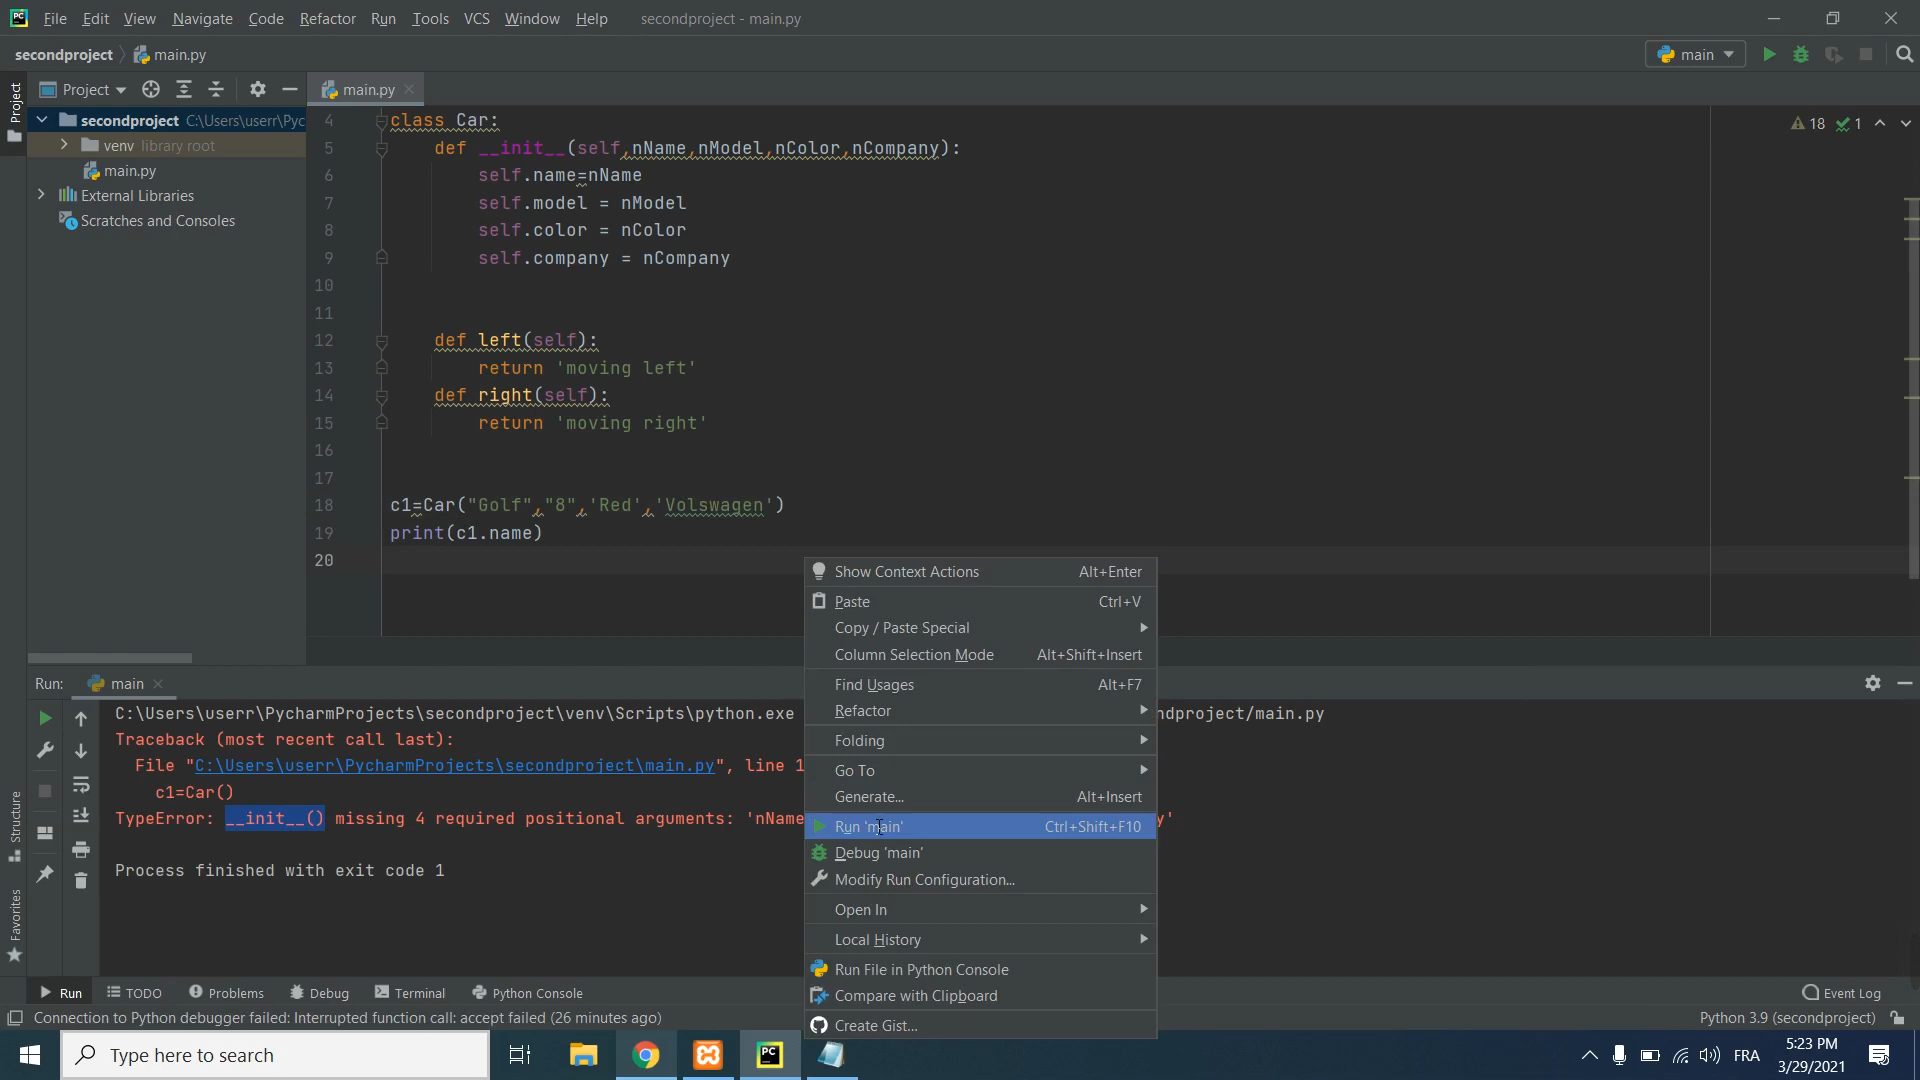 File Edit View Navigate Code Refactor Run Tools VCS Window Help secondproject - main.py
secondproject main.py main
Project
Project main.py
secondproject C:\Users\userr\Pyc
venv library root
main.py
External Libraries
Scratches and Consoles
18 1
4 class Car:
5 def __init__(self,nName,nModel,nColor,nCompany):
6 self.name=nName
7 self.model = nModel
8 self.color = nColor
9 self.company = nCompany
10
11
12 def left(self):
13 return 'moving left'
14 def right(self):
15 return 'moving right'
16
17
18 c1=Car("Golf","8",'Red','Volswagen')
19 print(c1.name)
20
Show Context Actions Alt+Enter
Paste Ctrl+V
Copy / Paste Special
Column Selection Mode Alt+Shift+Insert
Find Usages Alt+F7
Refactor
Folding
Go To
Generate... Alt+Insert
Run 'main' Ctrl+Shift+F10
Debug 'main'
Modify Run Configuration...
Open In
Local History
Run File in Python Console
Compare with Clipboard
Create Gist...
Run: main
C:\Users\userr\PycharmProjects\secondproject\venv\Scripts\python.exe ndproject/main.py
Traceback (most recent call last):
File "C:\Users\userr\PycharmProjects\secondproject\main.py", line 1
c1=Car()
TypeError: __init__() missing 4 required positional arguments: 'nName y'
Process finished with exit code 1
Structure
Favorites
Run TODO Problems Debug Terminal Python Console Event Log
Connection to Python debugger failed: Interrupted function call: accept failed (26 minutes ago) Python 3.9 (secondproject)
Type here to search
FRA
5:23 PM
3/29/2021